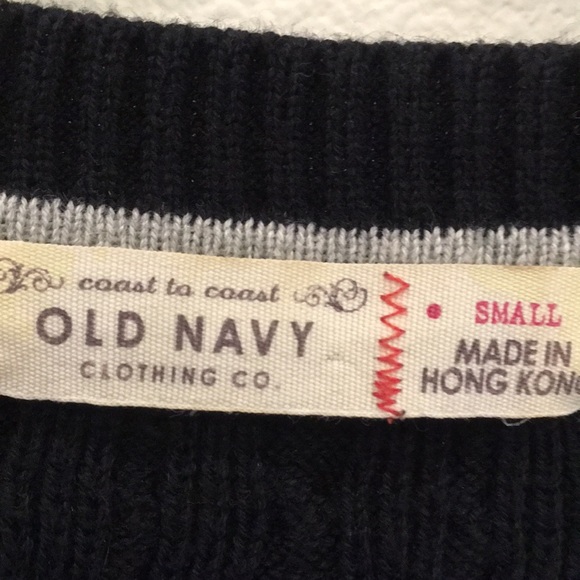 coast to coast
OLD NAVY
CLOTHING CO.
• SMALL
MADE IN
HONG KONG